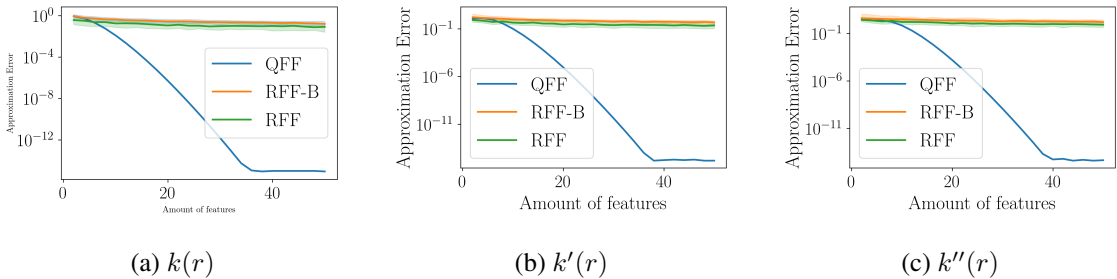 Approximation Error
10⁰
10⁻⁴
10⁻⁸
10⁻¹²
QFF
RFF-B
RFF
0 20 40
Amount of features
(a) k(r)
Approximation Error
10⁻¹
10⁻⁶
10⁻¹¹
QFF
RFF-B
RFF
0 20 40
Amount of features
(b) k′(r)
Approximation Error
10⁻¹
10⁻⁶
10⁻¹¹
QFF
RFF-B
RFF
0 20 40
Amount of features
(c) k″(r)